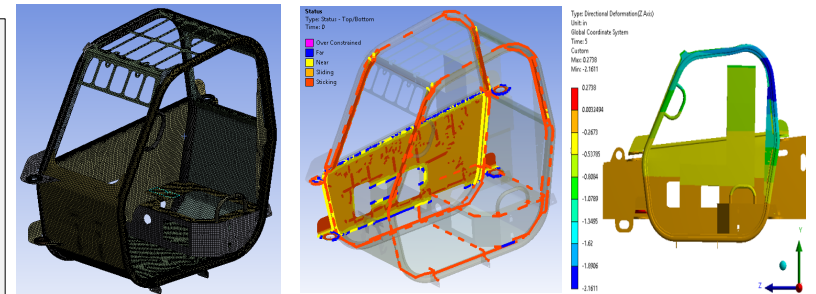 Status
Type: Status - Top/Bottom
Time: 0
Over Constrained
Far
Near
Sliding
Sticking
Type: Directional Deformation(Z Axis)
Unit: in
Global Coordinate System
Time: 5
Custom
Max: 0.2738
Min: -2.1611
0.2738
0.0032494
-0.2673
-0.53785
-0.8084
-1.0789
-1.3495
-1.62
-1.8906
-2.1611
Y
Z